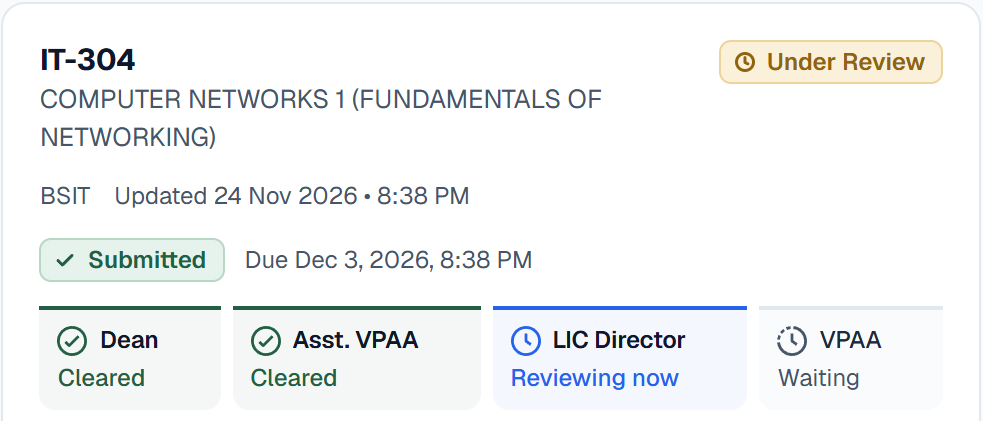 IT-304
Under Review
COMPUTER NETWORKS 1 (FUNDAMENTALS OF
NETWORKING)
BSIT Updated 24 Nov 2026 • 8:38 PM
Submitted Due Dec 3, 2026, 8:38 PM
Dean
Cleared
Asst. VPAA
Cleared
LIC Director
Reviewing now
VPAA
Waiting